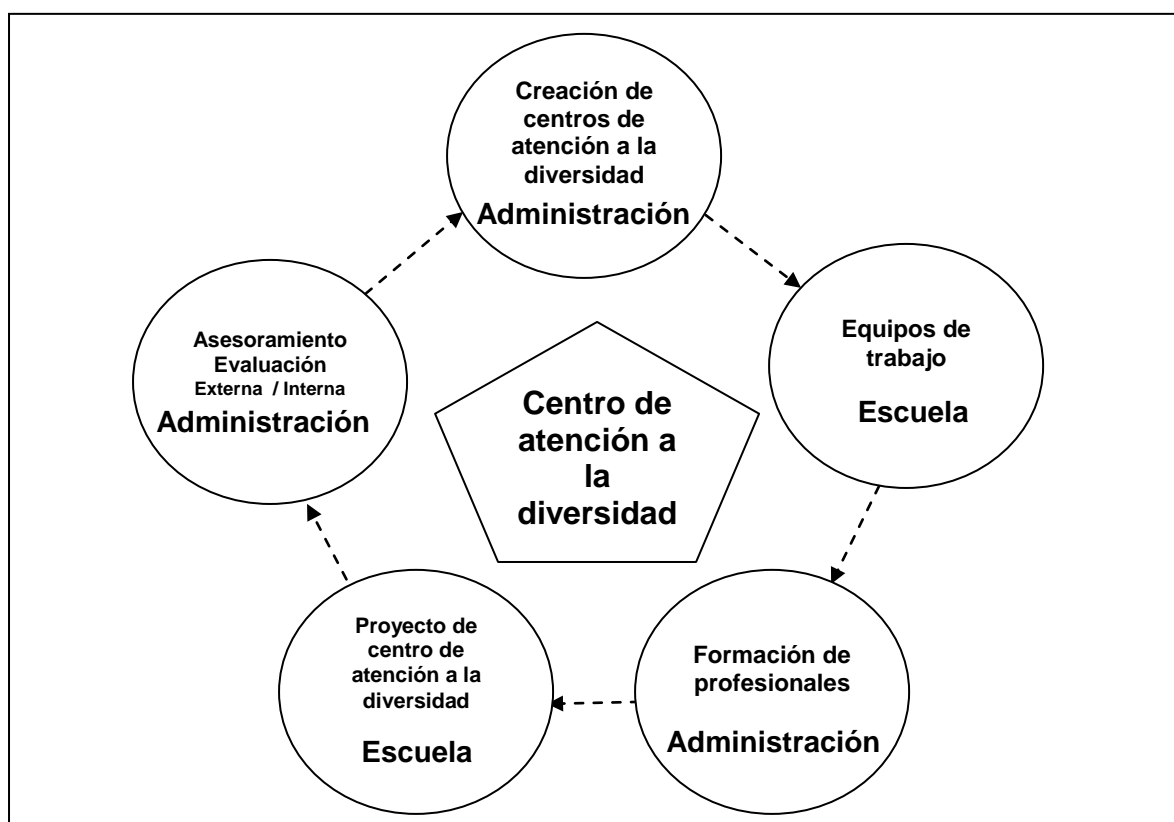 Creación de
centros de
atención a la
diversidad
Administración
Equipos de
trabajo
Escuela
Formación de
profesionales
Administración
Proyecto de
centro de
atención a la
diversidad
Escuela
Asesoramiento
Evaluación
Externa / Interna
Administración
Centro de
atención a
la
diversidad